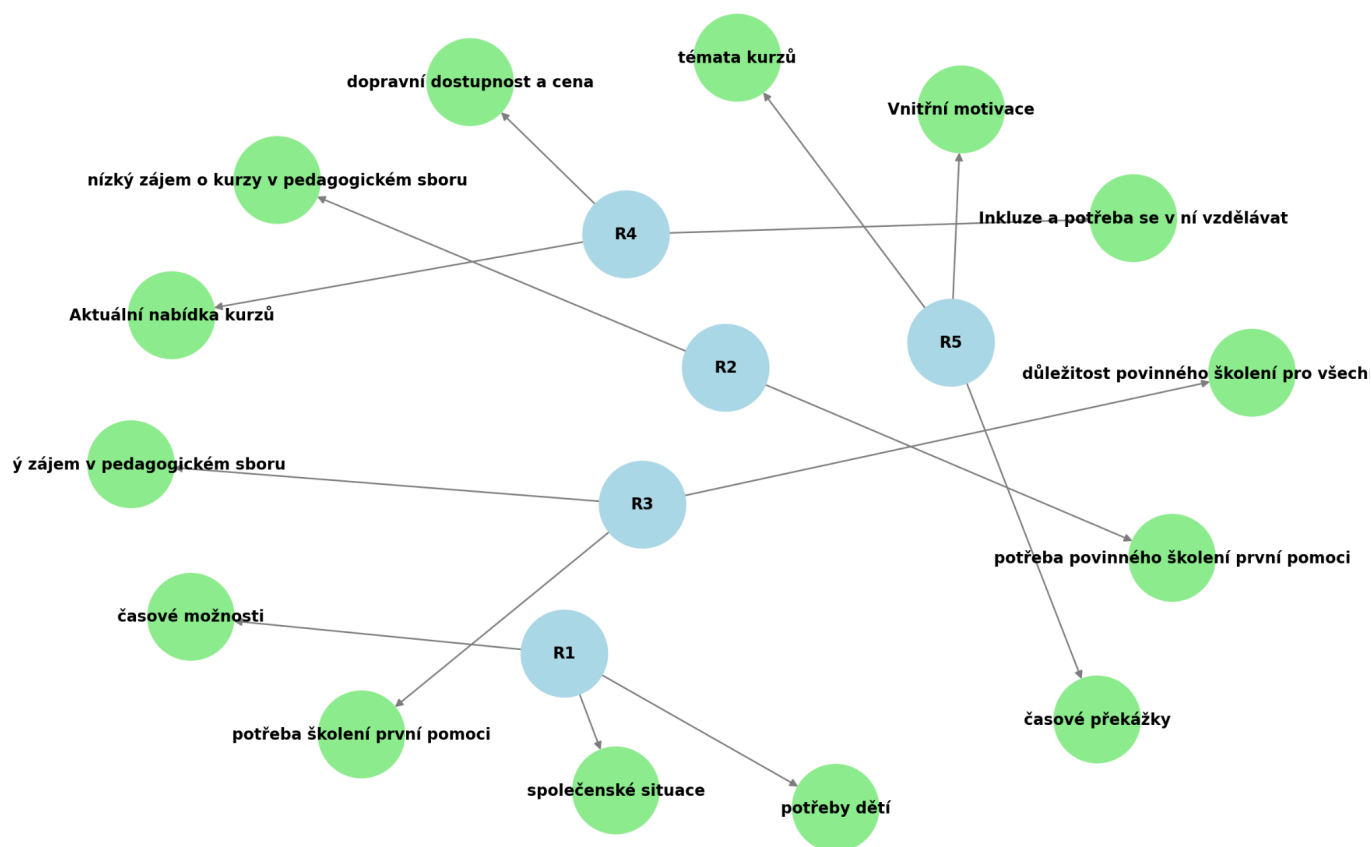 témata kurzů
dopravní dostupnost a cena
Vnitřní motivace
nízký zájem o kurzy v pedagogickém sboru
Inkluze a potřeba se v ní vzdělávat
R4
Aktuální nabídka kurzů
R5
R2
důležitost povinného školení pro
ý zájem v pedagogickém sboru
R3
potřeba povinného školení první pomoci
časové možnosti
R1
časové překážky
potřeba školení první pomoci
společenské situace
potřeby dětí